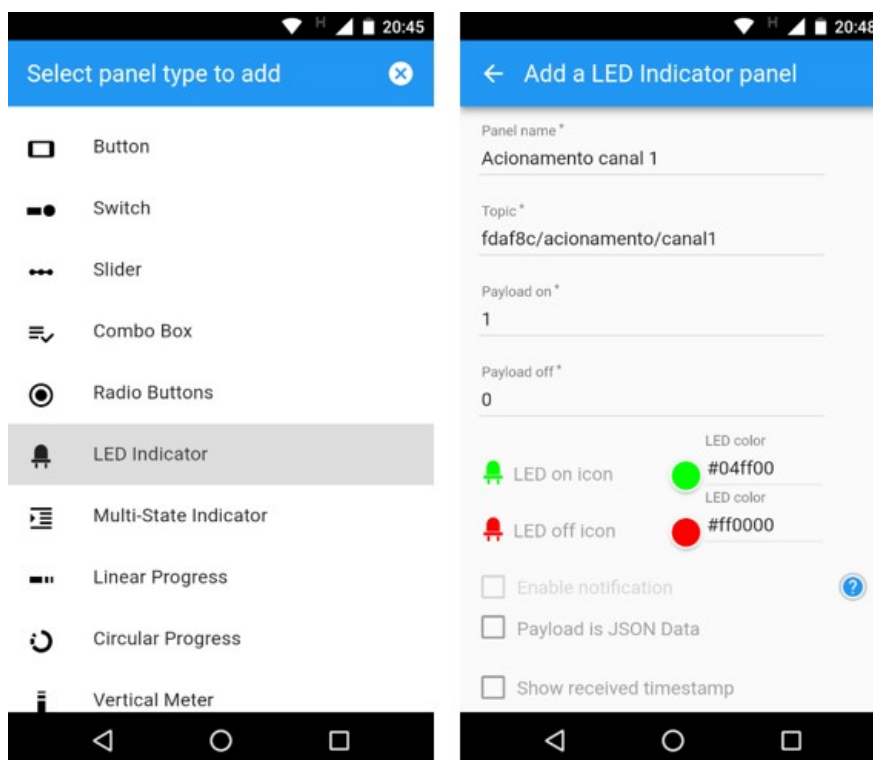 H 20:45
Select panel type to add
Button
Switch
Slider
Combo Box
Radio Buttons
LED Indicator
Multi-State Indicator
Linear Progress
Circular Progress
Vertical Meter
H 20:48
Add a LED Indicator panel
Panel name *
Acionamento canal 1
Topic *
fdaf8c/acionamento/canal1
Payload on *
1
Payload off *
0
LED color
LED on icon #04ff00
LED color
LED off icon #ff0000
Enable notification ?
Payload is JSON Data
Show received timestamp